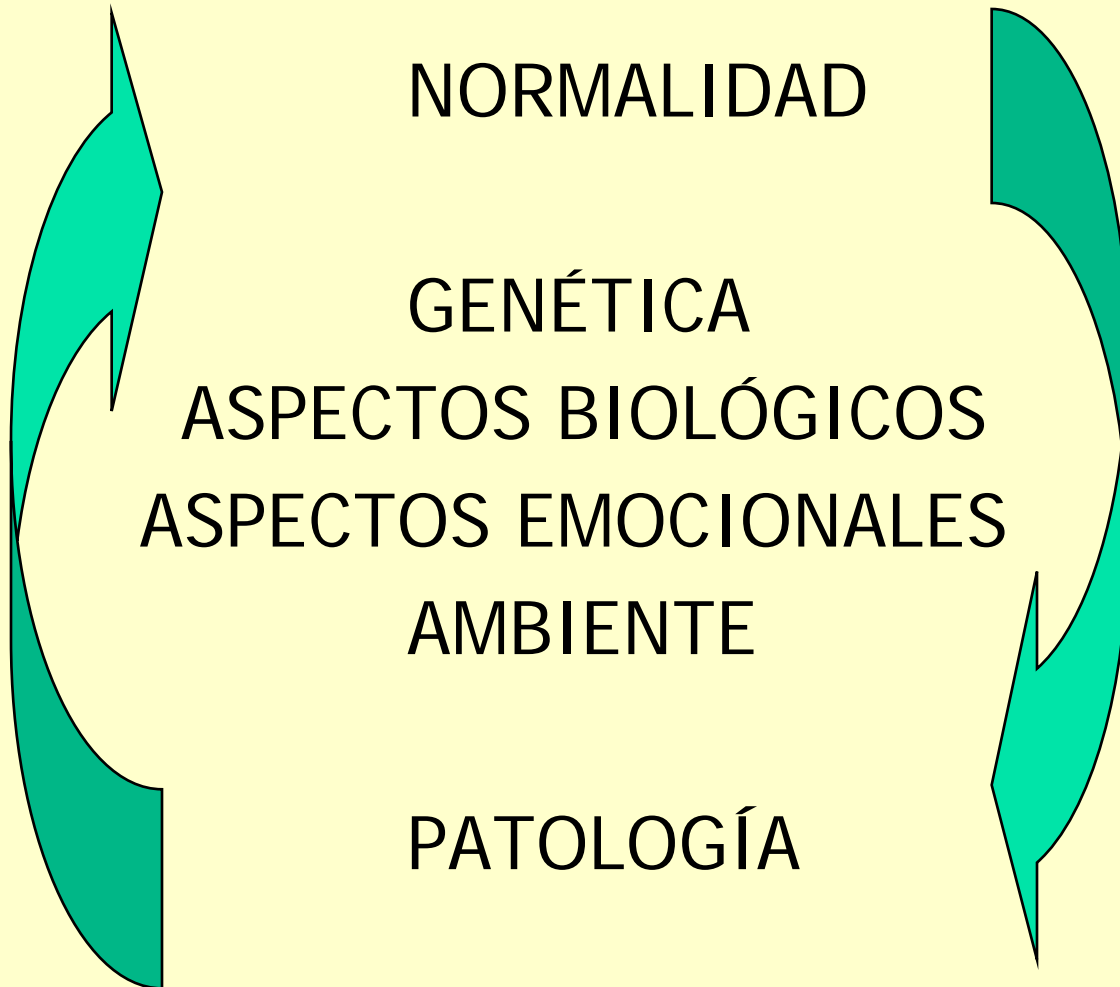 NORMALIDAD
GENÉTICA
ASPECTOS BIOLÓGICOS
ASPECTOS EMOCIONALES
AMBIENTE
PATOLOGÍA